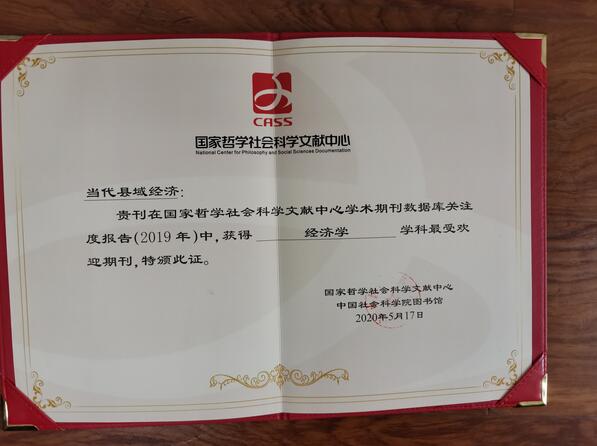 CASS
国家哲学社会科学文献中心
National Center for Philosophy and Social Sciences Documentation
当代县域经济:
贵刊在国家哲学社会科学文献中心学术期刊数据库关注
度报告(2019 年)中,获得 经济学 学科最受欢
迎期刊,特颁此证。
国家哲学社会科学文献中心
中国社会科学院图书馆
2020年5月17日